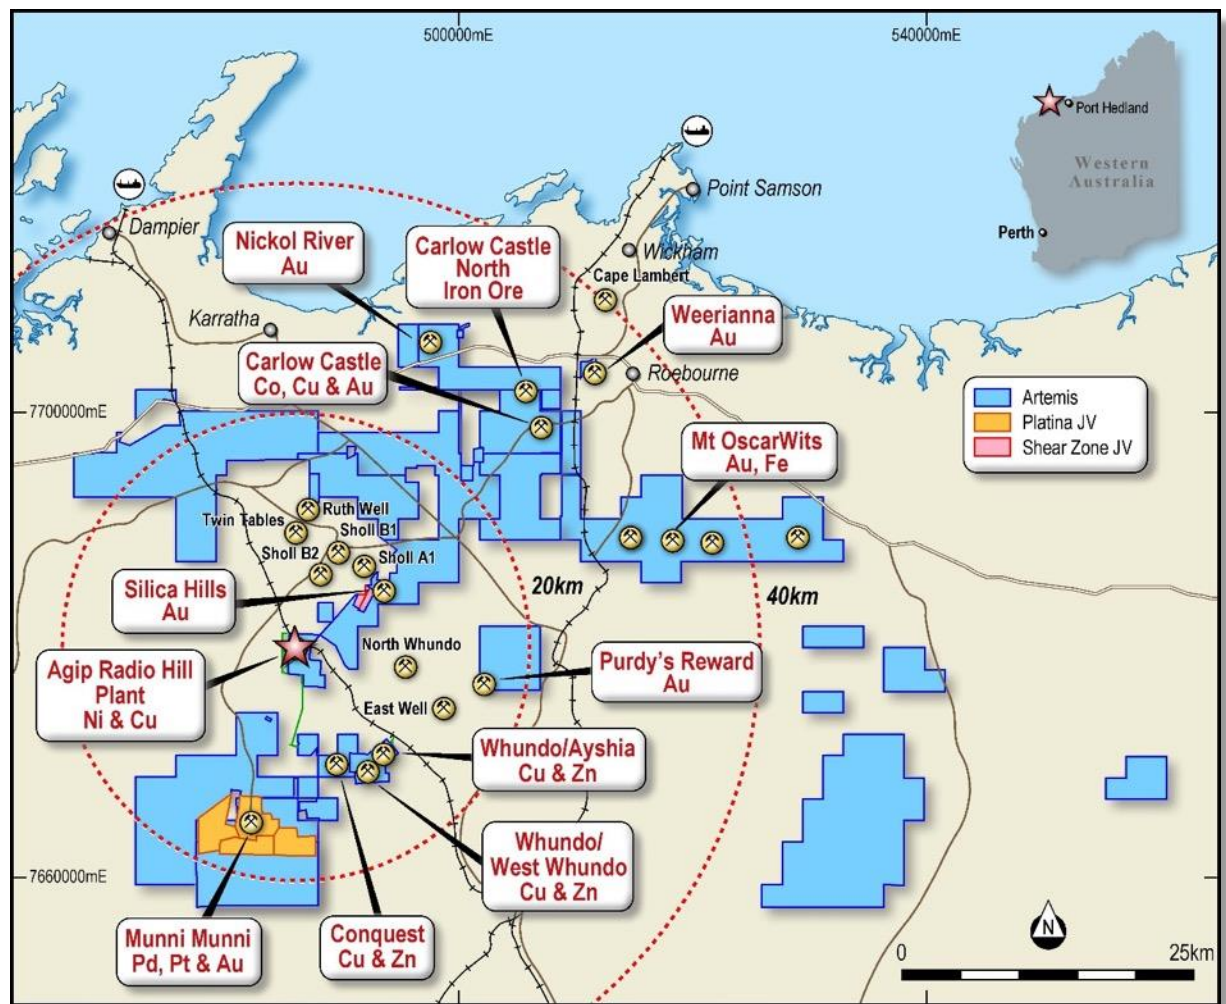 500000mE
540000mE
Port Hedland
Western
Australia
Perth
Point Samson
Dampier
Nickol River
Au
Carlow Castle
North
Iron Ore
Wickham
Cape Lambert
Karratha
Weerianna
Au
Carlow Castle
Co, Cu & Au
Roebourne
Artemis
Platina JV
Shear Zone JV
7700000mE
Mt OscarWits
Au, Fe
Ruth Well
Twin Tables
Sholl B1
Sholl B2
Sholl A1
Silica Hills
Au
20km
40km
North Whundo
Agip Radio Hill
Plant
Ni & Cu
Purdy's Reward
Au
East Well
Whundo/Ayshia
Cu & Zn
Whundo/
West Whundo
Cu & Zn
7660000mE
Munni Munni
Pd, Pt & Au
Conquest
Cu & Zn
N
0
25km